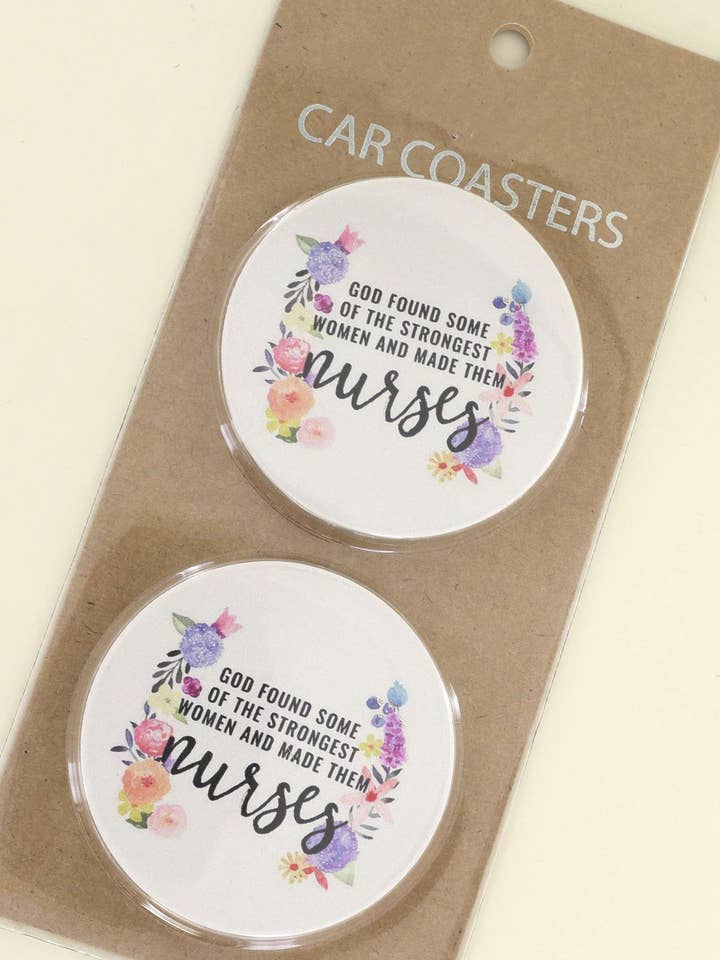 CAR COASTERS
GOD FOUND SOME
OF THE STRONGEST
WOMEN AND MADE THEM
nurses
GOD FOUND SOME
OF THE STRONGEST
WOMEN AND MADE THEM
nurses